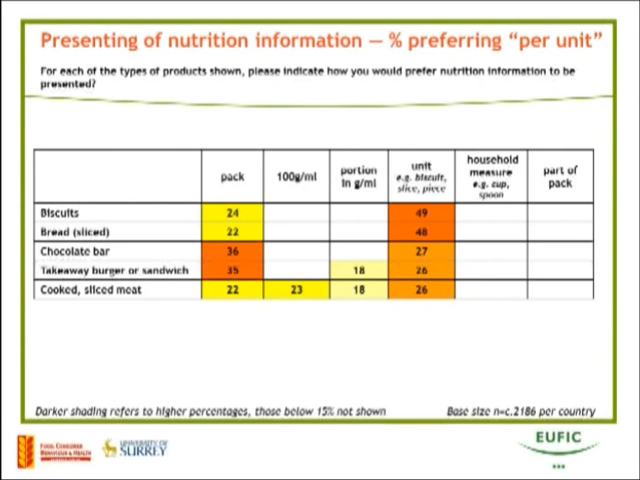 Presenting of nutrition information — % preferring “per unit”
For each of the types of products shown, please indicate how you would prefer nutrition information to be
presented?
pack 100g/ml portion in g/ml unit e.g. biscuit, slice, piece household measure e.g. cup, spoon part of pack
Biscuits 24 49
Bread (sliced) 22 48
Chocolate bar 36 27
Takeaway burger or sandwich 35 18 26
Cooked, sliced meat 22 23 18 26
Darker shading refers to higher percentages, those below 15% not shown Base size n=c.2186 per country
FOOD CONSUMER
BEHAVIOUR & HEALTH
UNIVERSITY OF
SURREY
EUFIC